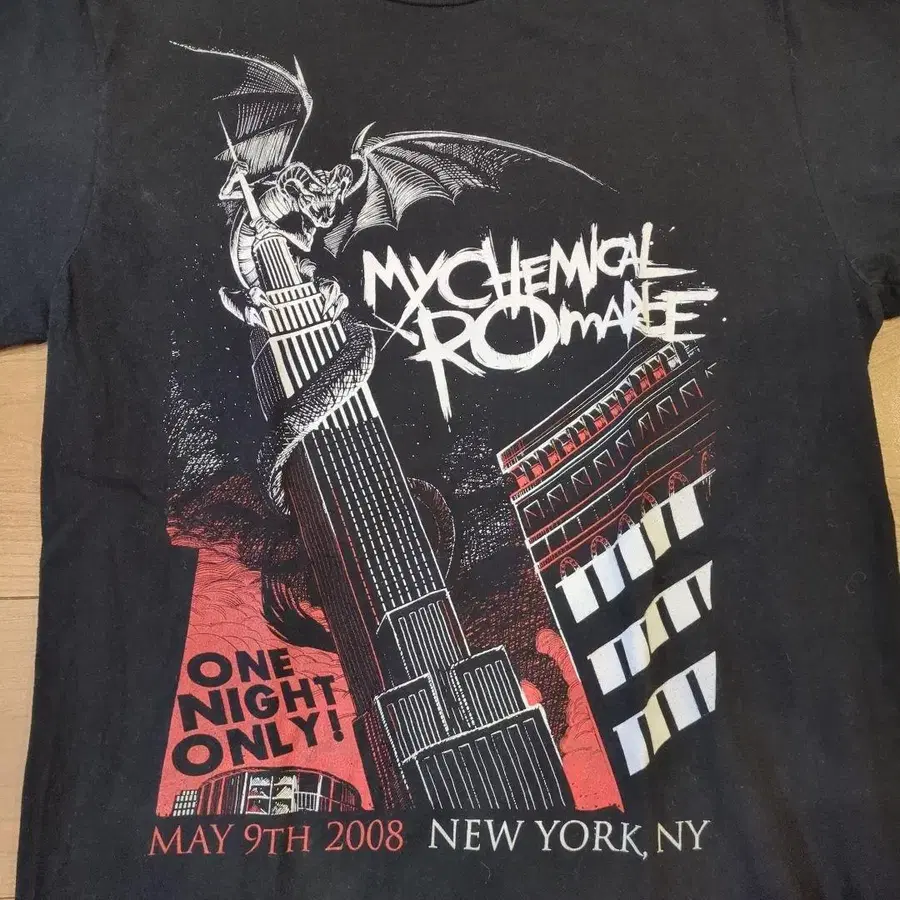 MY CHEMICAL
ROMANCE
ONE
NIGHT
ONLY!
MAY 9TH 2008 NEW YORK, NY